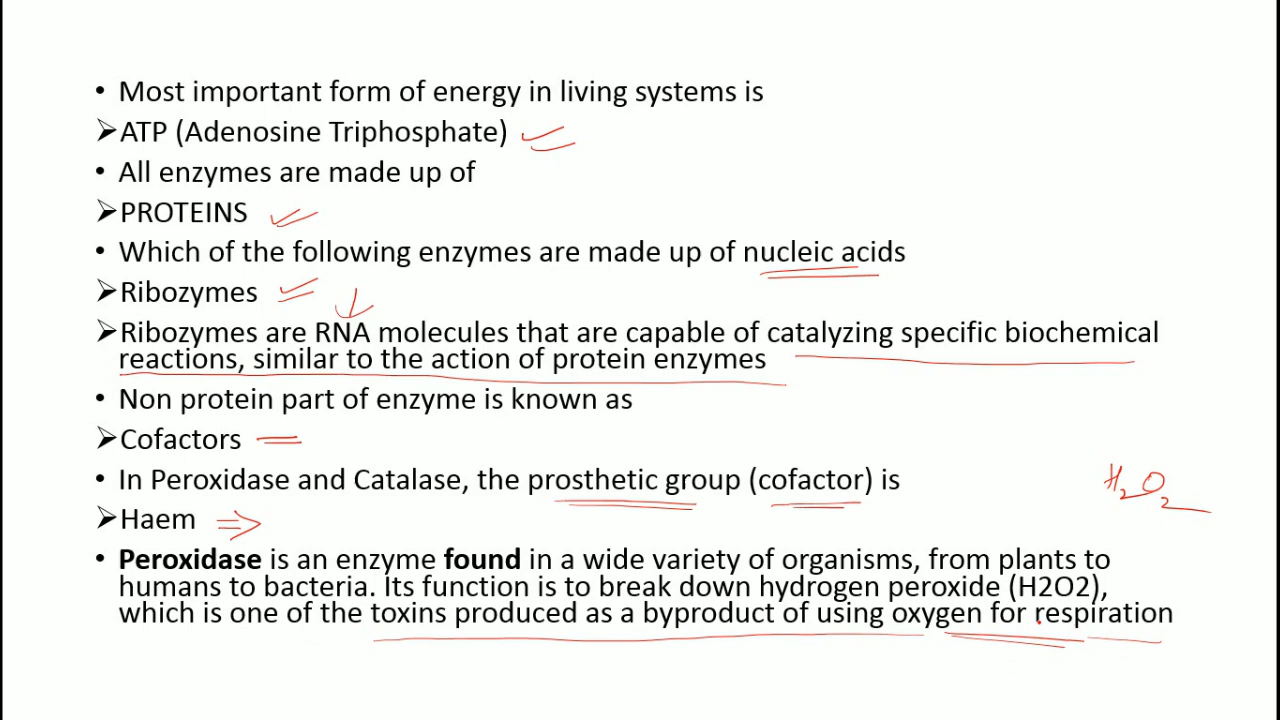 • Most important form of energy in living systems is
➢ATP (Adenosine Triphosphate)
• All enzymes are made up of
➢PROTEINS
• Which of the following enzymes are made up of nucleic acids
➢Ribozymes
➢Ribozymes are RNA molecules that are capable of catalyzing specific biochemical
reactions, similar to the action of protein enzymes
• Non protein part of enzyme is known as
➢Cofactors
• In Peroxidase and Catalase, the prosthetic group (cofactor) is
H2O2
➢Haem
• Peroxidase is an enzyme found in a wide variety of organisms, from plants to
humans to bacteria. Its function is to break down hydrogen peroxide (H2O2),
which is one of the toxins produced as a byproduct of using oxygen for respiration